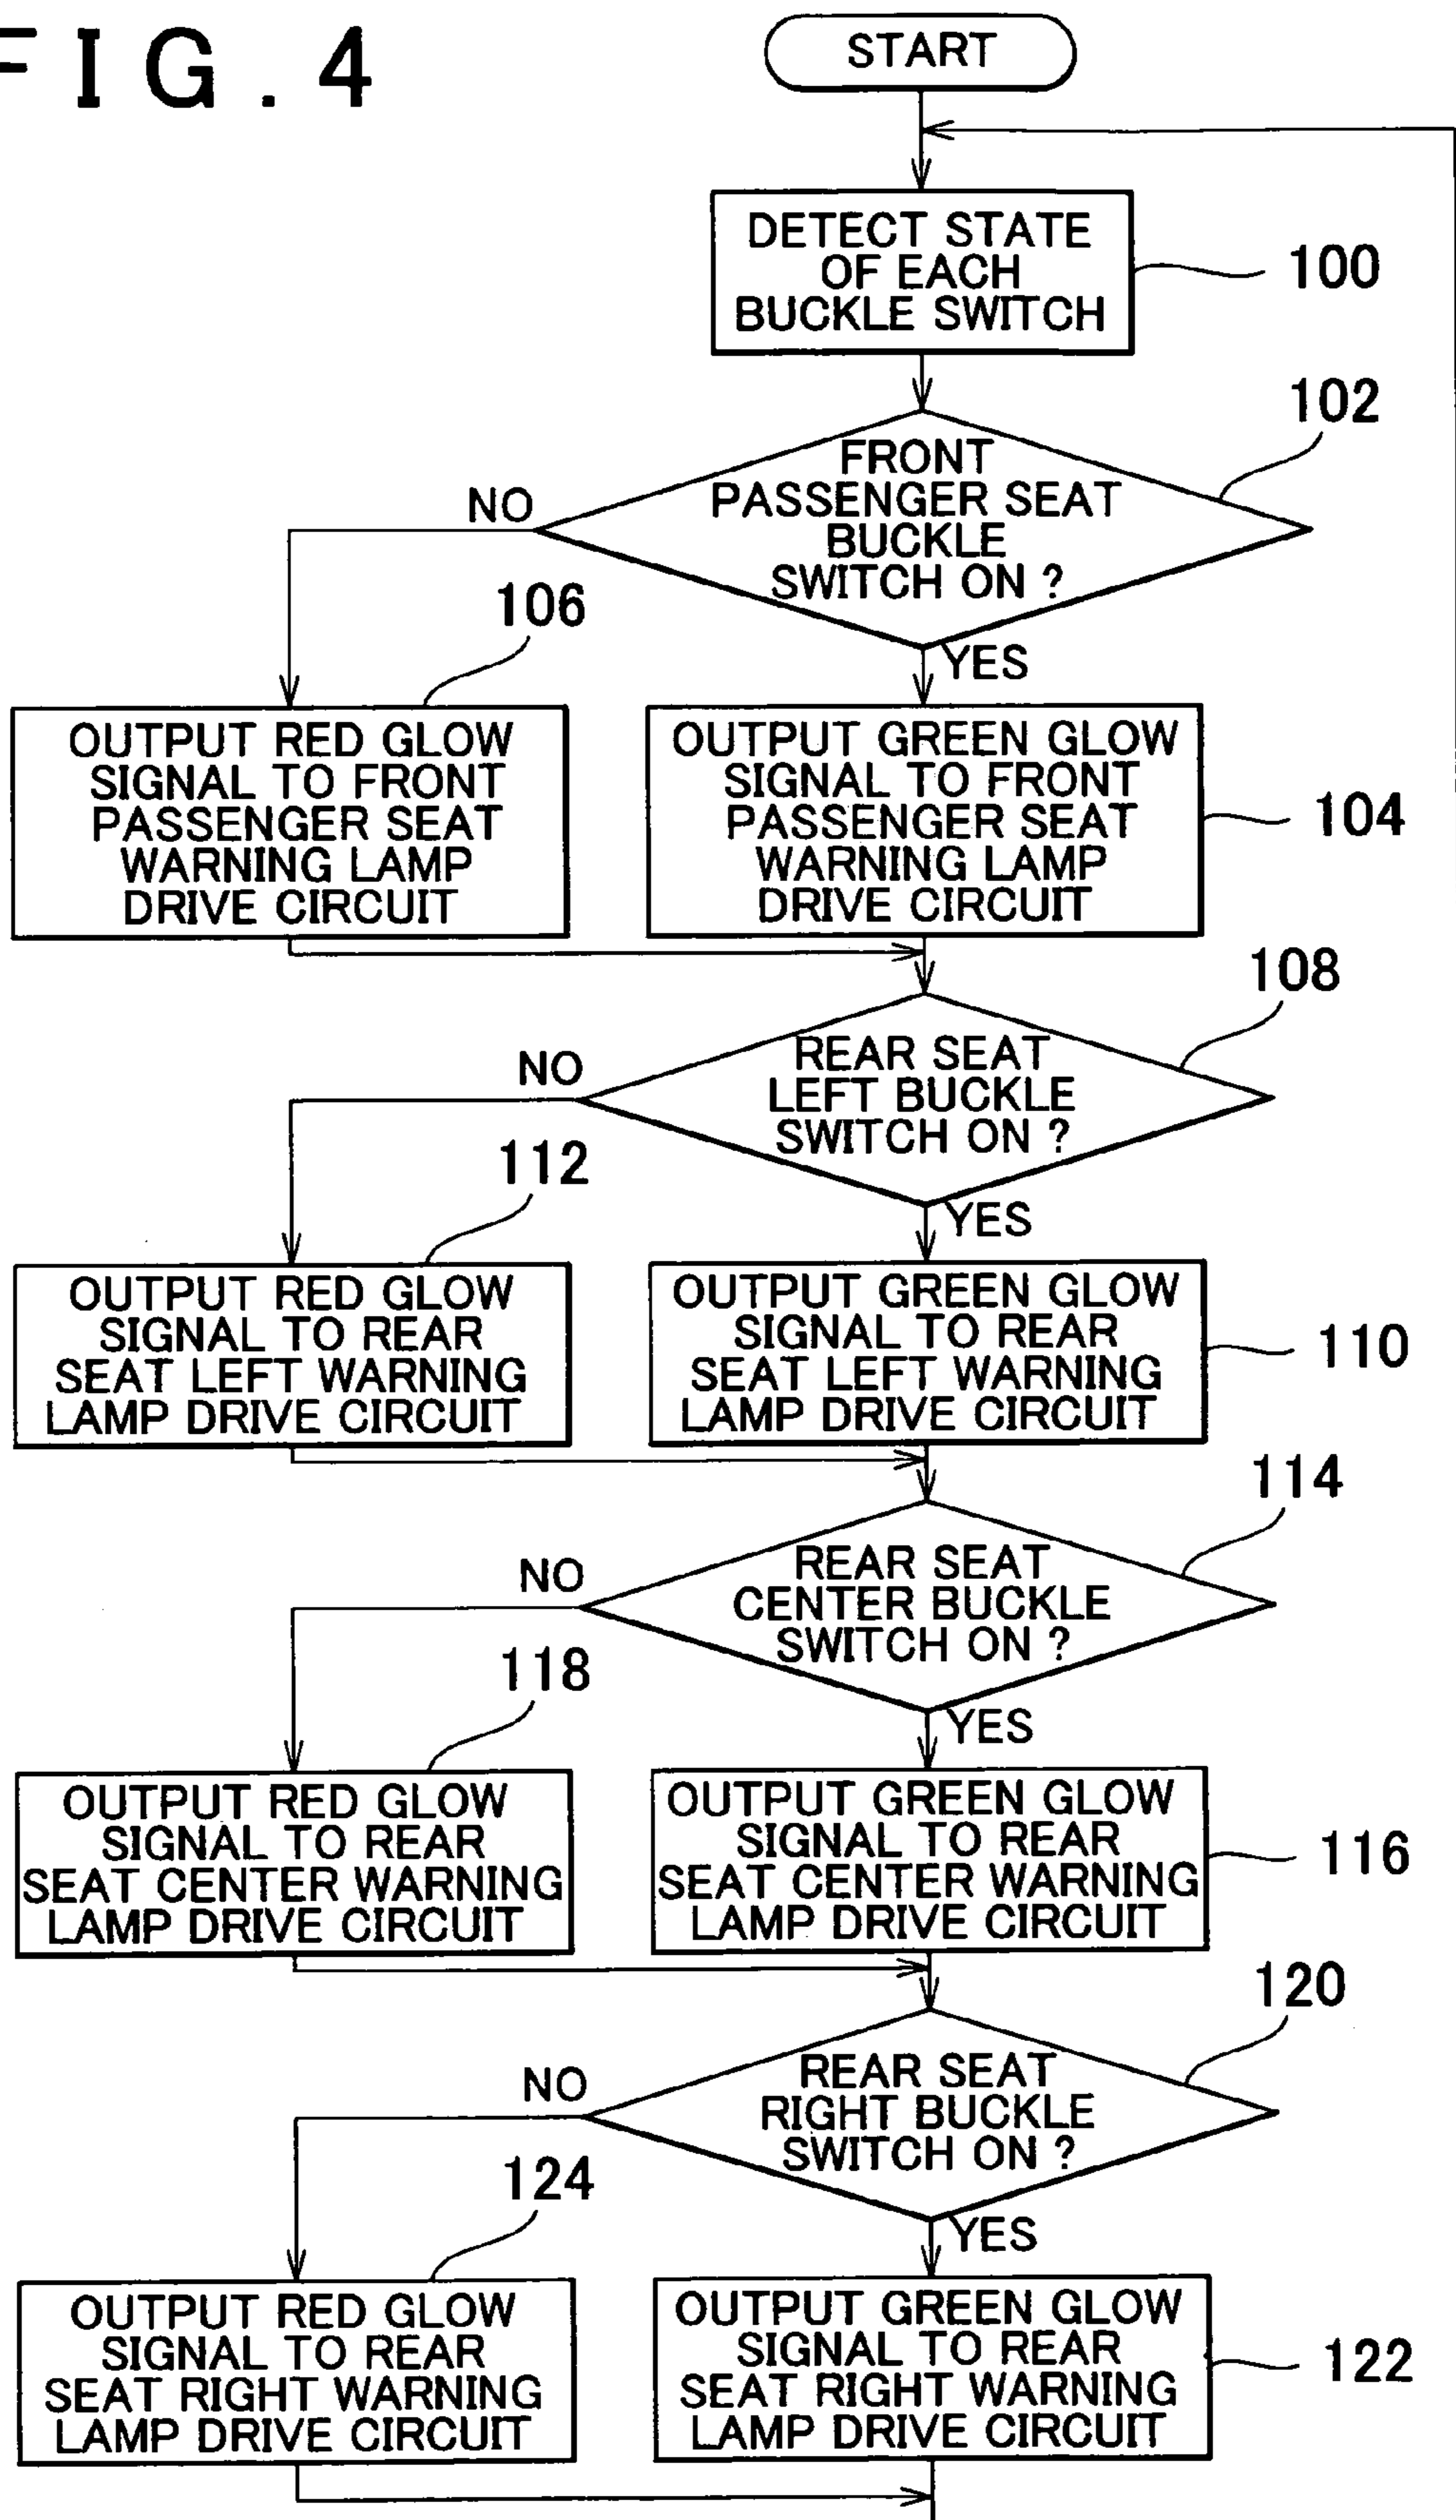 FIG.4
START
DETECT STATE
OF EACH
BUCKLE SWITCH
100
102
FRONT
PASSENGER SEAT
BUCKLE
SWITCH ON ?
NO
YES
106
OUTPUT RED GLOW
SIGNAL TO FRONT
PASSENGER SEAT
WARNING LAMP
DRIVE CIRCUIT
OUTPUT GREEN GLOW
SIGNAL TO FRONT
PASSENGER SEAT
WARNING LAMP
DRIVE CIRCUIT
104
108
REAR SEAT
LEFT BUCKLE
SWITCH ON ?
NO
YES
112
OUTPUT RED GLOW
SIGNAL TO REAR
SEAT LEFT WARNING
LAMP DRIVE CIRCUIT
OUTPUT GREEN GLOW
SIGNAL TO REAR
SEAT LEFT WARNING
LAMP DRIVE CIRCUIT
110
114
REAR SEAT
CENTER BUCKLE
SWITCH ON ?
NO
YES
118
OUTPUT RED GLOW
SIGNAL TO REAR
SEAT CENTER WARNING
LAMP DRIVE CIRCUIT
OUTPUT GREEN GLOW
SIGNAL TO REAR
SEAT CENTER WARNING
LAMP DRIVE CIRCUIT
116
120
REAR SEAT
RIGHT BUCKLE
SWITCH ON ?
NO
YES
124
OUTPUT RED GLOW
SIGNAL TO REAR
SEAT RIGHT WARNING
LAMP DRIVE CIRCUIT
OUTPUT GREEN GLOW
SIGNAL TO REAR
SEAT RIGHT WARNING
LAMP DRIVE CIRCUIT
122